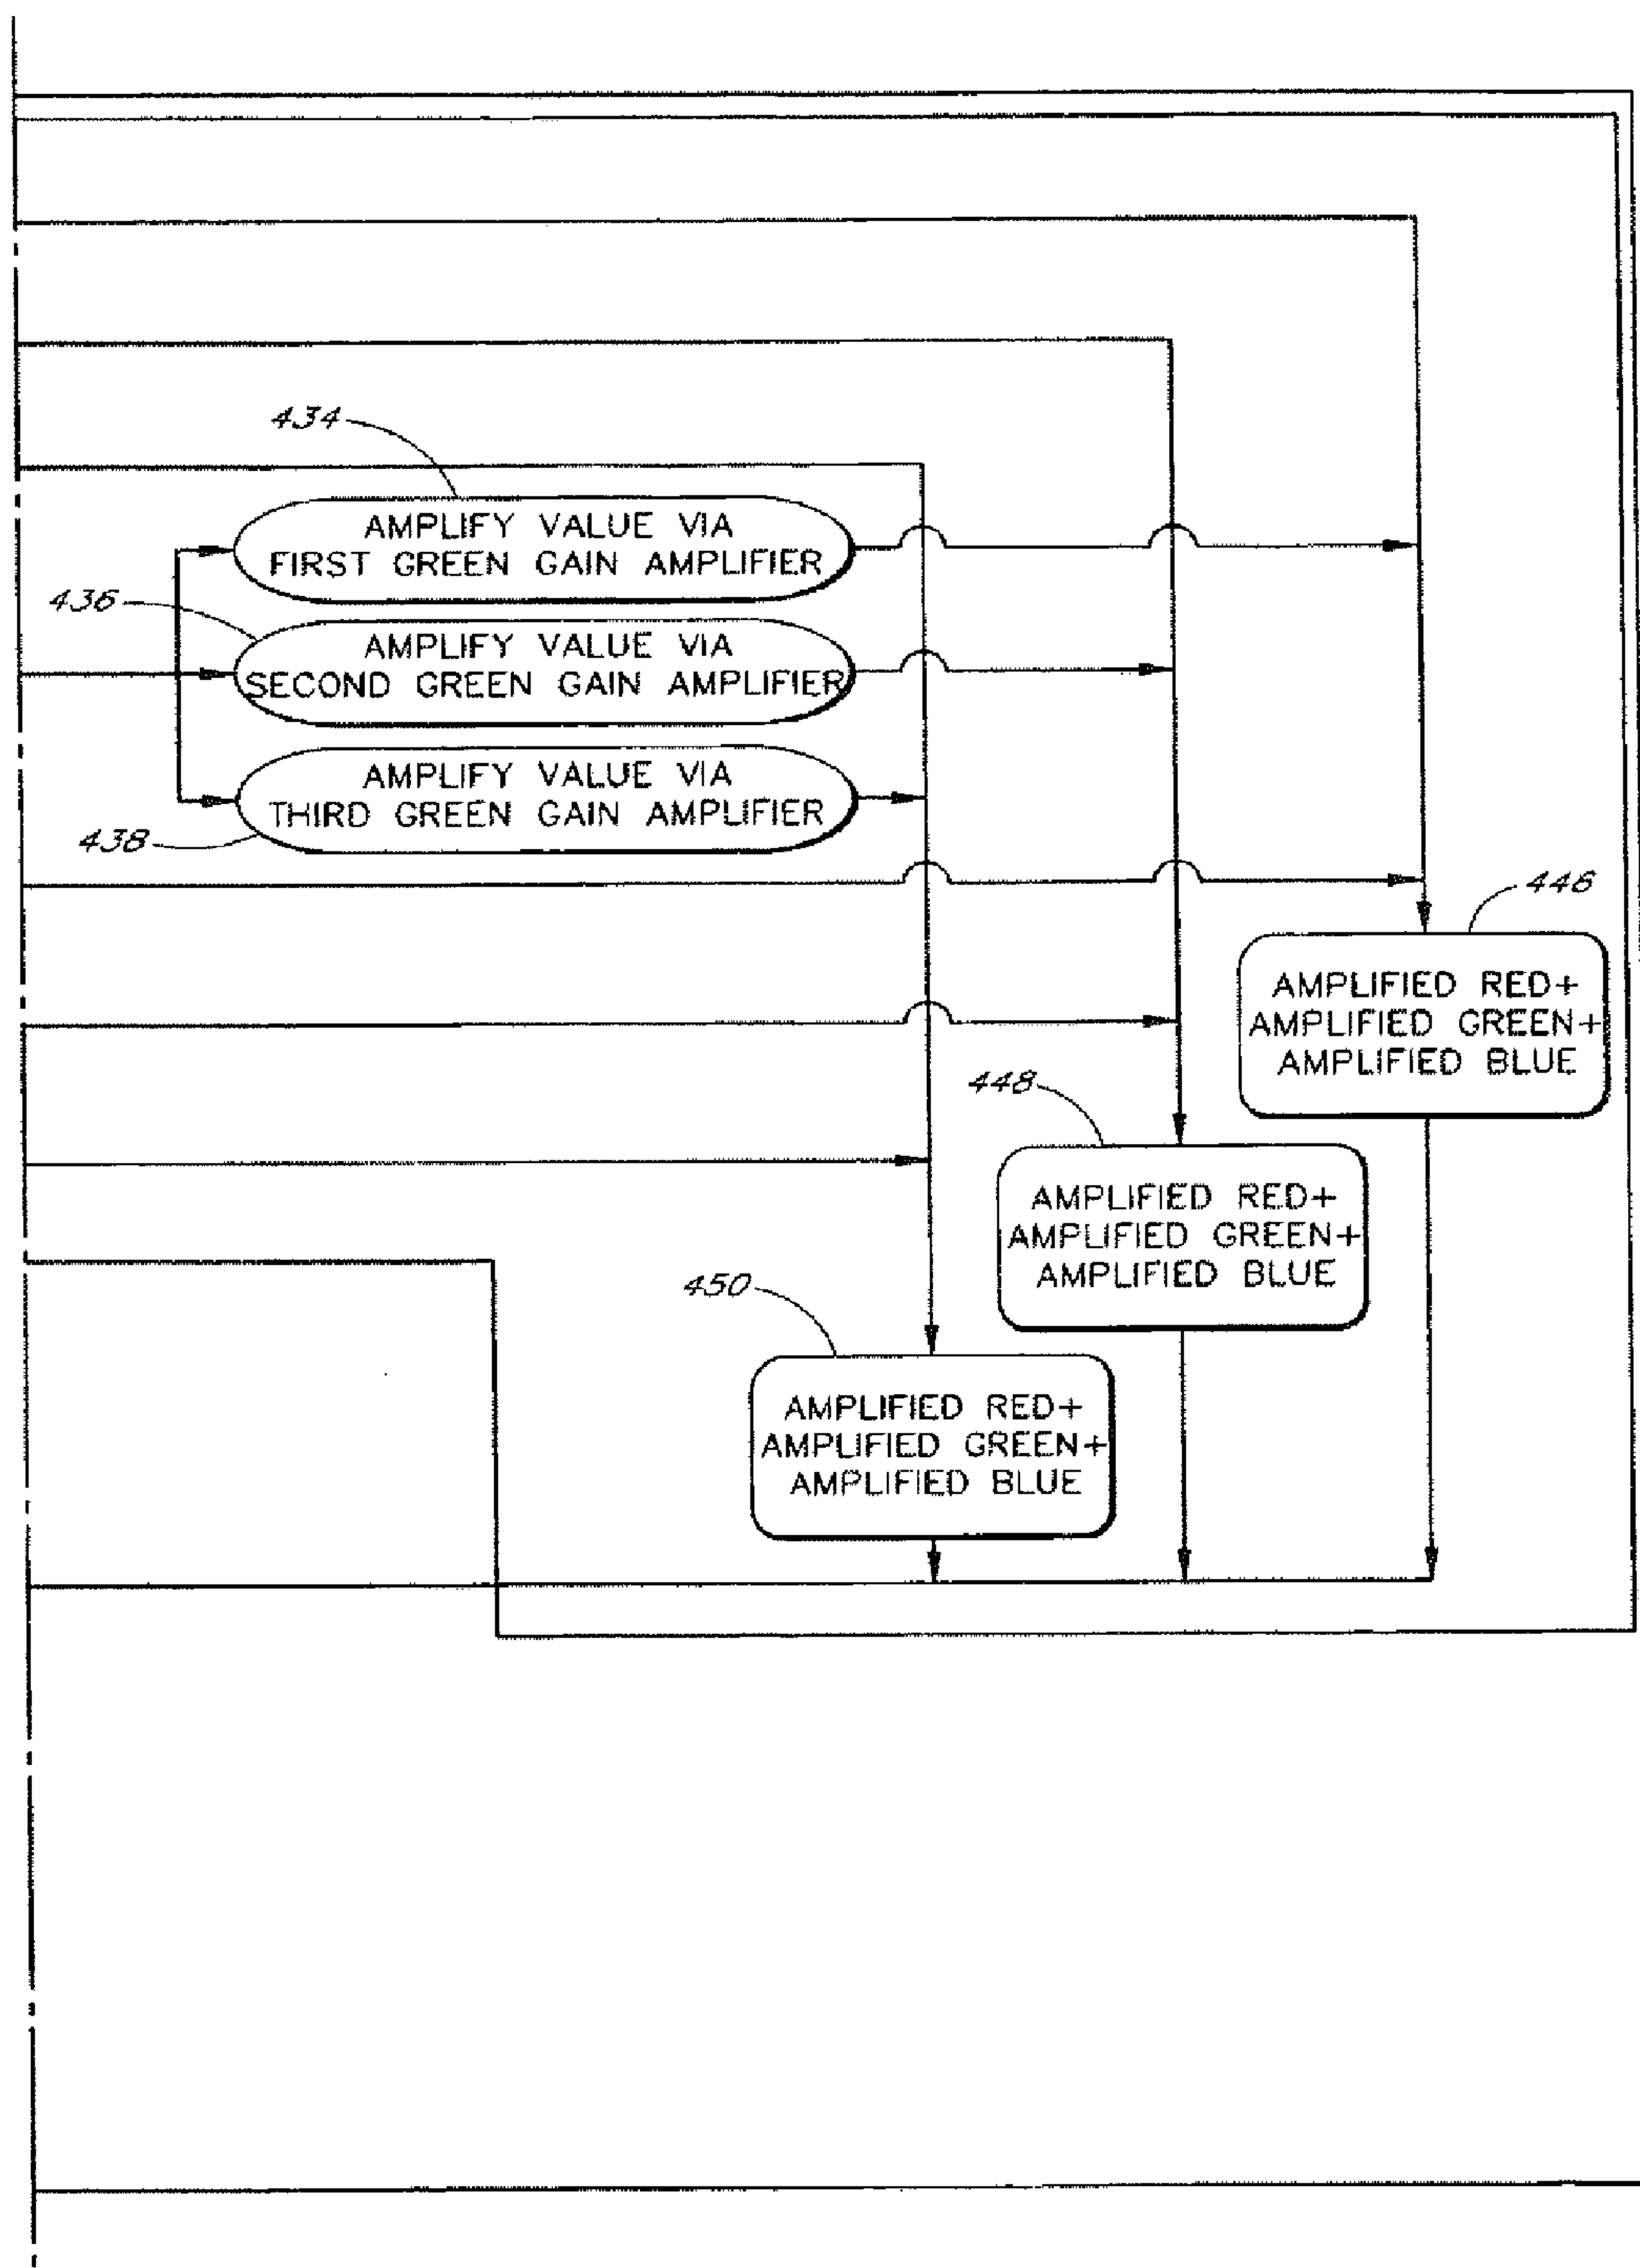 434
AMPLIFY VALUE VIA
FIRST GREEN GAIN AMPLIFIER
436
AMPLIFY VALUE VIA
SECOND GREEN GAIN AMPLIFIER
AMPLIFY VALUE VIA
THIRD GREEN GAIN AMPLIFIER
438
446
AMPLIFIED RED+
AMPLIFIED GREEN+
AMPLIFIED BLUE
448
AMPLIFIED RED+
AMPLIFIED GREEN+
AMPLIFIED BLUE
450
AMPLIFIED RED+
AMPLIFIED GREEN+
AMPLIFIED BLUE